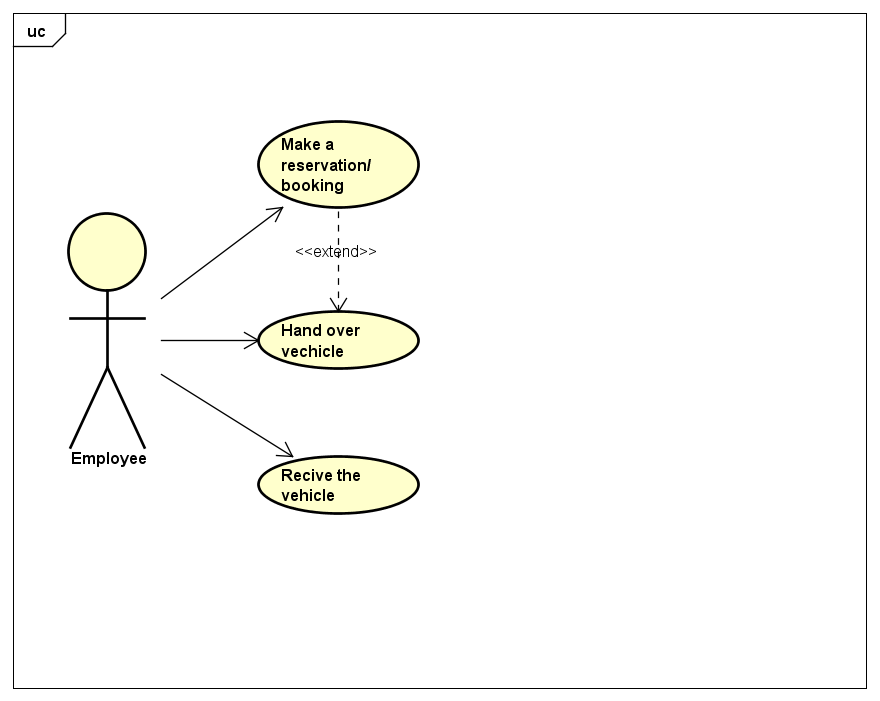 uc
Make a
reservation/
booking
<<extend>>
Hand over
vechicle
Employee
Recive the
vehicle